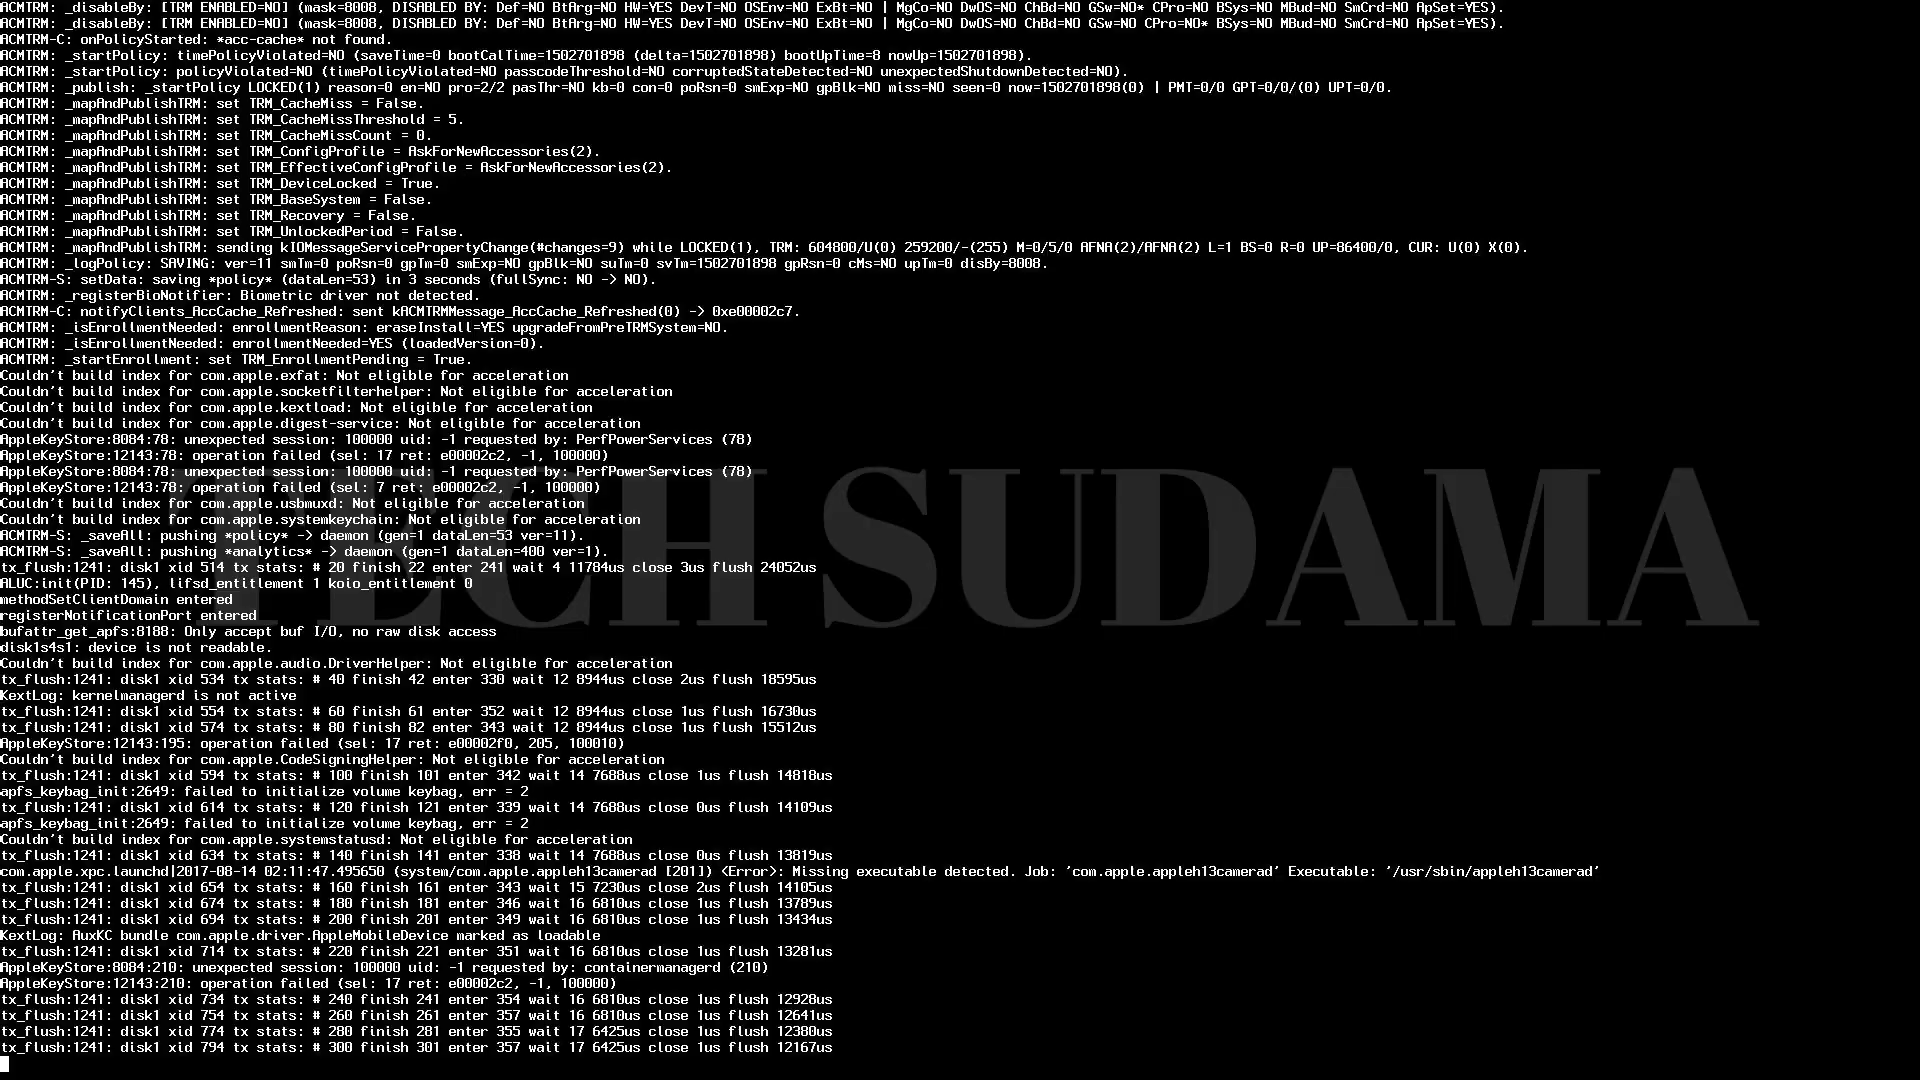 ACMTRM: _disableBy: [TRM ENABLED=NO] (mask=8008, DISABLED BY: Def=NO BtArg=NO HW=YES DevT=NO OSEnv=NO ExBt=NO | MgCo=NO DwOS=NO ChBd=NO GSw=NO* CPro=NO BSys=NO MBud=NO SmCrd=NO ApSet=YES).
ACMTRM: _disableBy: [TRM ENABLED=NO] (mask=8008, DISABLED BY: Def=NO BtArg=NO HW=YES DevT=NO OSEnv=NO ExBt=NO | MgCo=NO DwOS=NO ChBd=NO GSw=NO CPro=NO* BSys=NO MBud=NO SmCrd=NO ApSet=YES).
ACMTRM-C: onPolicyStarted: *acc-cache* not found.
ACMTRM: _startPolicy: timePolicyViolated=NO (saveTime=0 bootCalTime=1502701898 (delta=1502701898) bootUpTime=8 nowUp=1502701898).
ACMTRM: _startPolicy: policyViolated=NO (timePolicyViolated=NO passcodeThreshold=NO corruptedStateDetected=NO unexpectedShutdownDetected=NO).
ACMTRM: _publish: _startPolicy LOCKED(1) reason=0 en=NO pro=2/2 pasThr=NO kb=0 con=0 poRsn=0 smExp=NO gpBlk=NO miss=NO seen=0 now=1502701898(0) | PMT=0/0 GPT=0/0/(0) UPT=0/0.
ACMTRM: _mapAndPublishTRM: set TRM_CacheMiss = False.
ACMTRM: _mapAndPublishTRM: set TRM_CacheMissThreshold = 5.
ACMTRM: _mapAndPublishTRM: set TRM_CacheMissCount = 0.
ACMTRM: _mapAndPublishTRM: set TRM_ConfigProfile = AskForNewAccessories(2).
ACMTRM: _mapAndPublishTRM: set TRM_EffectiveConfigProfile = AskForNewAccessories(2).
ACMTRM: _mapAndPublishTRM: set TRM_DeviceLocked = True.
ACMTRM: _mapAndPublishTRM: set TRM_BaseSystem = False.
ACMTRM: _mapAndPublishTRM: set TRM_Recovery = False.
ACMTRM: _mapAndPublishTRM: set TRM_UnlockedPeriod = False.
ACMTRM: _mapAndPublishTRM: sending kIOMessageServicePropertyChange(#changes=9) while LOCKED(1), TRM: 604800/U(0) 259200/-(255) M=0/5/0 AFNA(2)/AFNA(2) L=1 BS=0 R=0 UP=86400/0, CUR: U(0) X(0).
ACMTRM: _logPolicy: SAVING: ver=11 smTm=0 poRsn=0 gpTm=0 smExp=NO gpBlk=NO suTm=0 svTm=1502701898 gpRsn=0 cMs=NO upTm=0 disBy=8008.
ACMTRM-S: setData: saving *policy* (dataLen=53) in 3 seconds (fullSync: NO -> NO).
ACMTRM: _registerBioNotifier: Biometric driver not detected.
ACMTRM-C: notifyClients_AccCache_Refreshed: sent kACMTRMMessage_AccCache_Refreshed(0) -> 0xe00002c7.
ACMTRM: _isEnrollmentNeeded: enrollmentReason: eraseInstall=YES upgradeFromPreTRMSystem=NO.
ACMTRM: _isEnrollmentNeeded: enrollmentNeeded=YES (loadedVersion=0).
ACMTRM: _startEnrollment: set TRM_EnrollmentPending = True.
Couldn't build index for com.apple.exfat: Not eligible for acceleration
Couldn't build index for com.apple.socketfilterhelper: Not eligible for acceleration
Couldn't build index for com.apple.kextload: Not eligible for acceleration
Couldn't build index for com.apple.digest-service: Not eligible for acceleration
AppleKeyStore:8084:78: unexpected session: 100000 uid: -1 requested by: PerfPowerServices (78)
AppleKeyStore:12143:78: operation failed (sel: 17 ret: e00002c2, -1, 100000)
AppleKeyStore:8084:78: unexpected session: 100000 uid: -1 requested by: PerfPowerServices (78)
AppleKeyStore:12143:78: operation failed (sel: 7 ret: e00002c2, -1, 100000)
Couldn't build index for com.apple.usbmuxd: Not eligible for acceleration
Couldn't build index for com.apple.systemkeychain: Not eligible for acceleration
ACMTRM-S: _saveAll: pushing *policy* -> daemon (gen=1 dataLen=53 ver=11).
ACMTRM-S: _saveAll: pushing *analytics* -> daemon (gen=1 dataLen=400 ver=1).
TECH SUDAMA
tx_flush:1241: disk1 xid 514 tx stats: # 20 finish 22 enter 241 wait 4 11784us close 3us flush 24052us
ALUC:init(PID: 145), lifsd_entitlement 1 koio_entitlement 0
methodSetClientDomain entered
registerNotificationPort entered
bufattr_get_apfs:8188: Only accept buf I/O, no raw disk access
disk1s4s1: device is not readable.
Couldn't build index for com.apple.audio.DriverHelper: Not eligible for acceleration
tx_flush:1241: disk1 xid 534 tx stats: # 40 finish 42 enter 330 wait 12 8944us close 2us flush 18595us
KextLog: kernelmanagerd is not active
tx_flush:1241: disk1 xid 554 tx stats: # 60 finish 61 enter 352 wait 12 8944us close 1us flush 16730us
tx_flush:1241: disk1 xid 574 tx stats: # 80 finish 82 enter 343 wait 12 8944us close 1us flush 15512us
AppleKeyStore:12143:195: operation failed (sel: 17 ret: e00002f0, 205, 100010)
Couldn't build index for com.apple.CodeSigningHelper: Not eligible for acceleration
tx_flush:1241: disk1 xid 594 tx stats: # 100 finish 101 enter 342 wait 14 7688us close 1us flush 14818us
apfs_keybag_init:2649: failed to initialize volume keybag, err = 2
tx_flush:1241: disk1 xid 614 tx stats: # 120 finish 121 enter 339 wait 14 7688us close 0us flush 14109us
apfs_keybag_init:2649: failed to initialize volume keybag, err = 2
Couldn't build index for com.apple.systemstatusd: Not eligible for acceleration
tx_flush:1241: disk1 xid 634 tx stats: # 140 finish 141 enter 338 wait 14 7688us close 0us flush 13819us
com.apple.xpc.launchd|2017-08-14 02:11:47.495650 (system/com.apple.appleh13camerad [201]) <Error>: Missing executable detected. Job: 'com.apple.appleh13camerad' Executable: '/usr/sbin/appleh13camerad'
tx_flush:1241: disk1 xid 654 tx stats: # 160 finish 161 enter 343 wait 15 7230us close 2us flush 14105us
tx_flush:1241: disk1 xid 674 tx stats: # 180 finish 181 enter 346 wait 16 6810us close 1us flush 13789us
tx_flush:1241: disk1 xid 694 tx stats: # 200 finish 201 enter 349 wait 16 6810us close 1us flush 13434us
KextLog: AuxKC bundle com.apple.driver.AppleMobileDevice marked as loadable
tx_flush:1241: disk1 xid 714 tx stats: # 220 finish 221 enter 351 wait 16 6810us close 1us flush 13281us
AppleKeyStore:8084:210: unexpected session: 100000 uid: -1 requested by: containermanagerd (210)
AppleKeyStore:12143:210: operation failed (sel: 17 ret: e00002c2, -1, 100000)
tx_flush:1241: disk1 xid 734 tx stats: # 240 finish 241 enter 354 wait 16 6810us close 1us flush 12928us
tx_flush:1241: disk1 xid 754 tx stats: # 260 finish 261 enter 357 wait 16 6810us close 1us flush 12641us
tx_flush:1241: disk1 xid 774 tx stats: # 280 finish 281 enter 355 wait 17 6425us close 1us flush 12380us
tx_flush:1241: disk1 xid 794 tx stats: # 300 finish 301 enter 357 wait 17 6425us close 1us flush 12167us